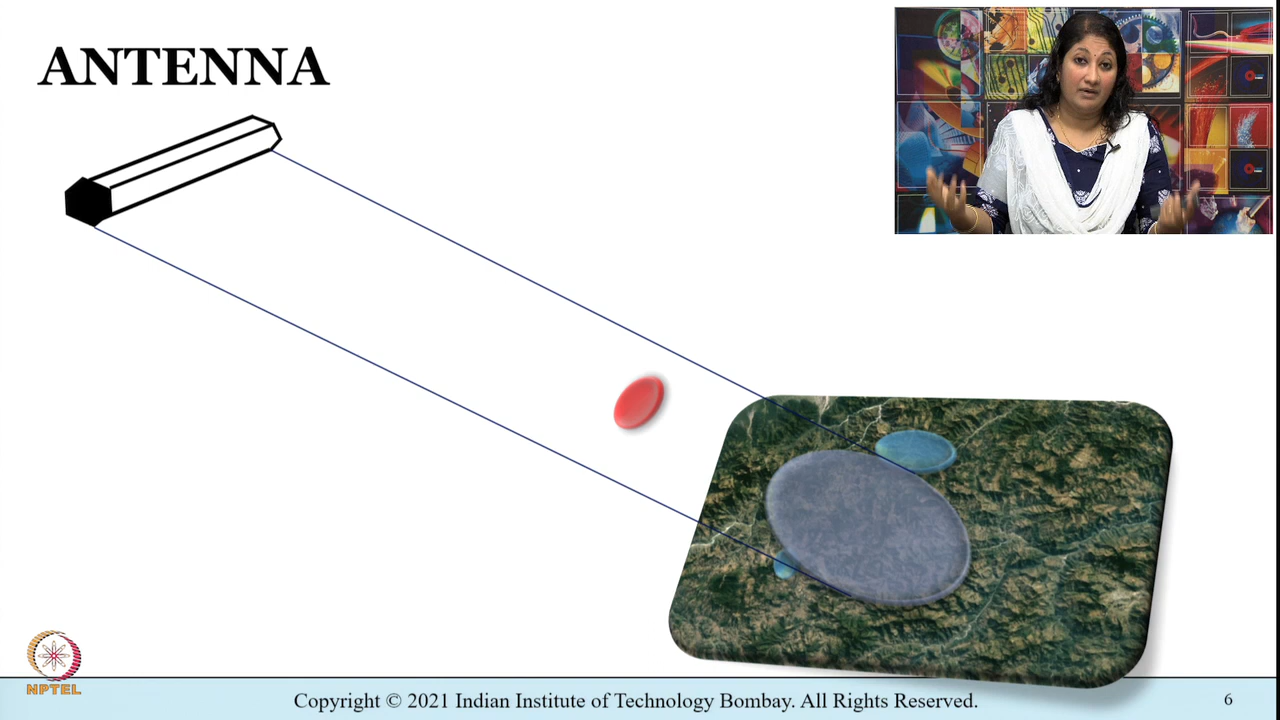 ANTENNA
NPTEL
Copyright © 2021 Indian Institute of Technology Bombay. All Rights Reserved.
6